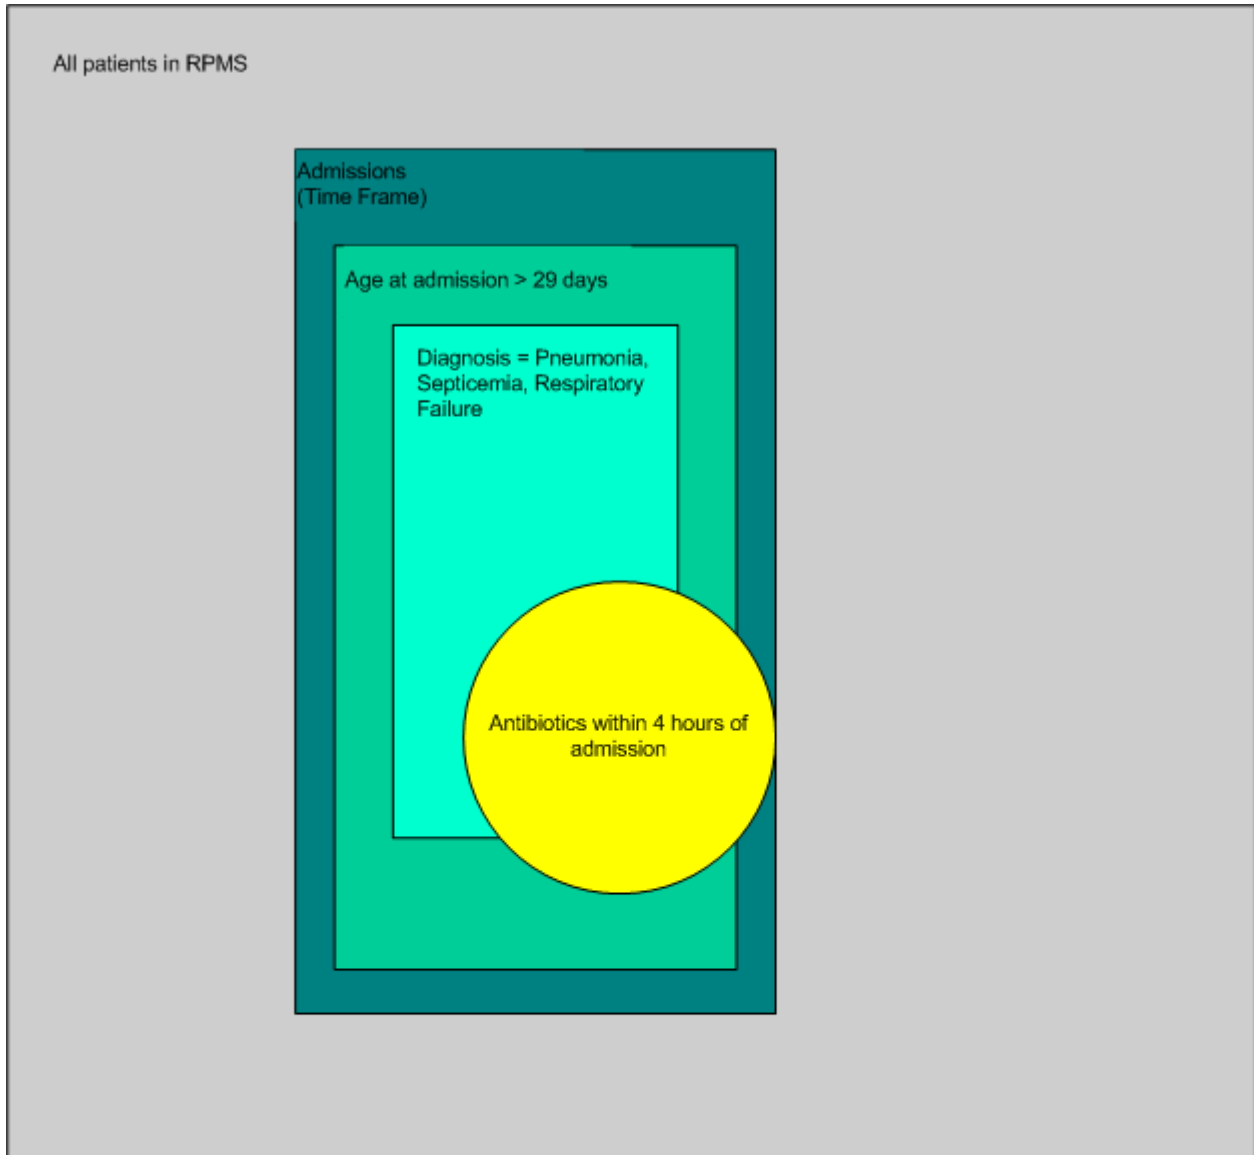 All patients in RPMS
Admissions
(Time Frame)
Age at admission > 29 days
Diagnosis = Pneumonia,
Septicemia, Respiratory
Failure
Antibiotics within 4 hours of
admission